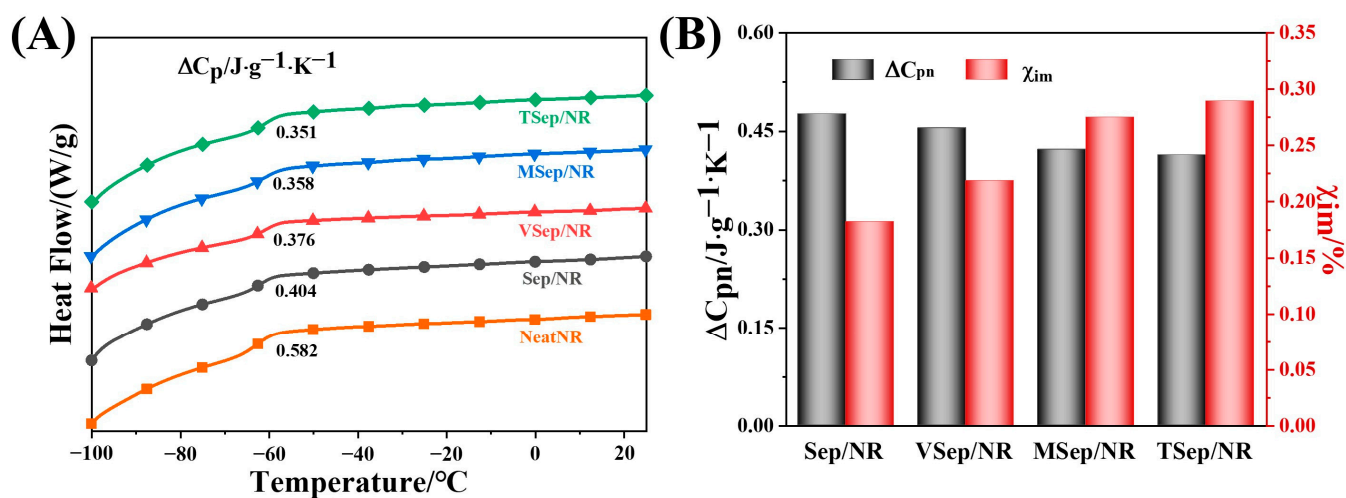 (A)
ΔCp/J·g⁻¹·K⁻¹
Heat Flow/(W/g)
TSep/NR
0.351
MSep/NR
0.358
VSep/NR
0.376
Sep/NR
0.404
NeatNR
0.582
−100 −80 −60 −40 −20 0 20
Temperature/°C
(B)
ΔCpn/J·g⁻¹·K⁻¹
0.60
0.45
0.30
0.15
0.00
ΔCpn χim
0.35
0.30
0.25
0.20
0.15
0.10
0.05
0.00
χim/%
Sep/NR VSep/NR MSep/NR TSep/NR